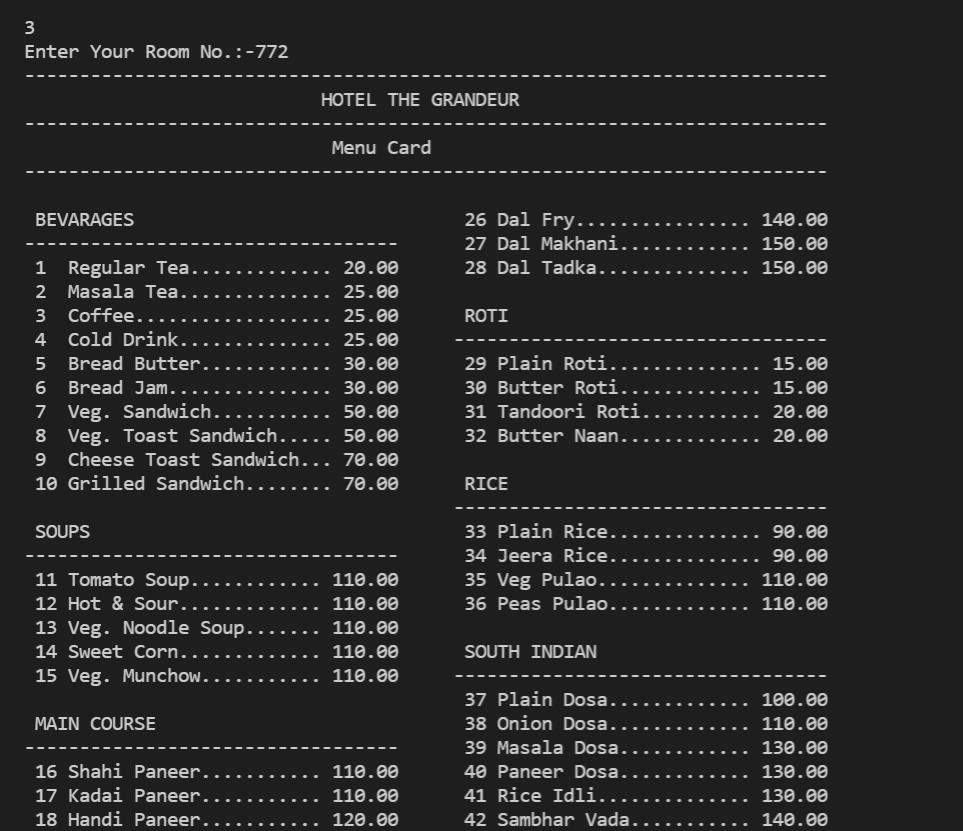 3
Enter Your Room No.:-772
-------------------------------------------------------------------------
HOTEL THE GRANDEUR
-------------------------------------------------------------------------
Menu Card
-------------------------------------------------------------------------
BEVARAGES
----------------------------------
1  Regular Tea............. 20.00
2  Masala Tea.............. 25.00
3  Coffee.................. 25.00
4  Cold Drink.............. 25.00
5  Bread Butter............ 30.00
6  Bread Jam............... 30.00
7  Veg. Sandwich........... 50.00
8  Veg. Toast Sandwich..... 50.00
9  Cheese Toast Sandwich... 70.00
10 Grilled Sandwich........ 70.00
SOUPS
----------------------------------
11 Tomato Soup............ 110.00
12 Hot & Sour............. 110.00
13 Veg. Noodle Soup....... 110.00
14 Sweet Corn............. 110.00
15 Veg. Munchow........... 110.00
MAIN COURSE
----------------------------------
16 Shahi Paneer........... 110.00
17 Kadai Paneer........... 110.00
18 Handi Paneer........... 120.00
26 Dal Fry................ 140.00
27 Dal Makhani............ 150.00
28 Dal Tadka.............. 150.00
ROTI
----------------------------------
29 Plain Roti.............. 15.00
30 Butter Roti............. 15.00
31 Tandoori Roti........... 20.00
32 Butter Naan............. 20.00
RICE
----------------------------------
33 Plain Rice.............. 90.00
34 Jeera Rice.............. 90.00
35 Veg Pulao.............. 110.00
36 Peas Pulao............. 110.00
SOUTH INDIAN
----------------------------------
37 Plain Dosa............. 100.00
38 Onion Dosa............. 110.00
39 Masala Dosa............ 130.00
40 Paneer Dosa............ 130.00
41 Rice Idli.............. 130.00
42 Sambhar Vada........... 140.00